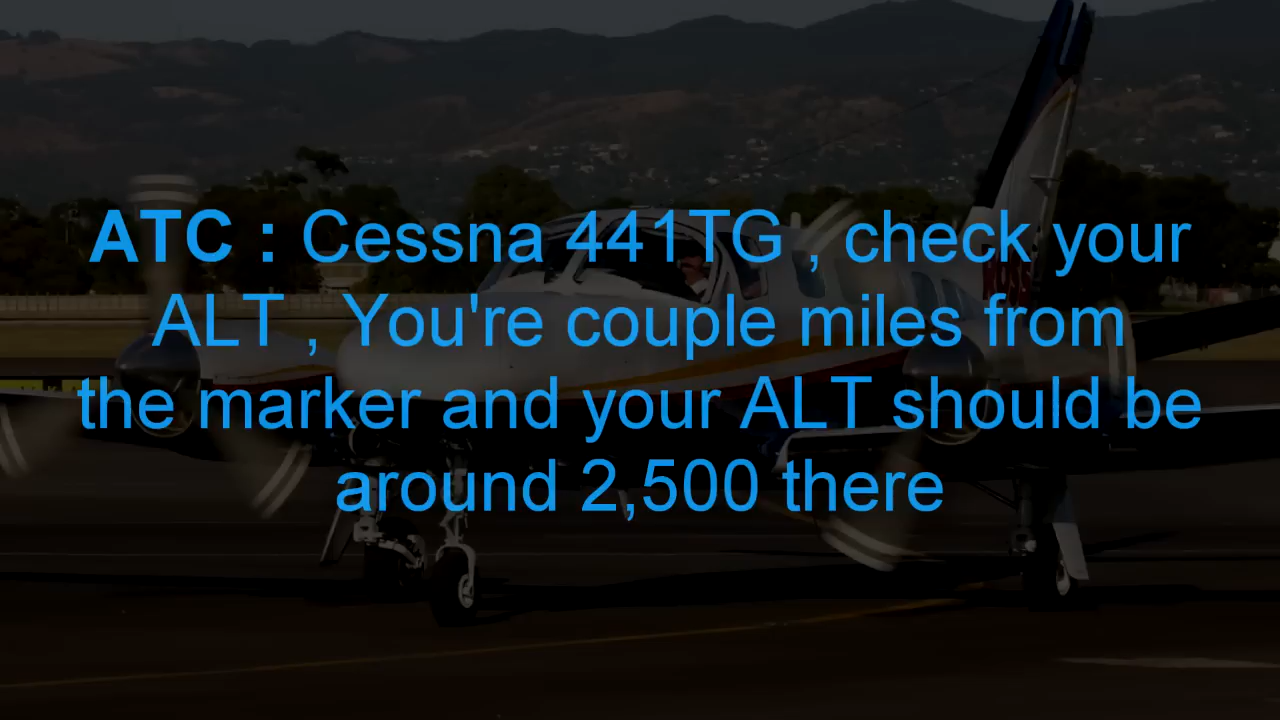 ATC : Cessna 441TG , check your
ALT , You're couple miles from
the marker and your ALT should be
around 2,500 there